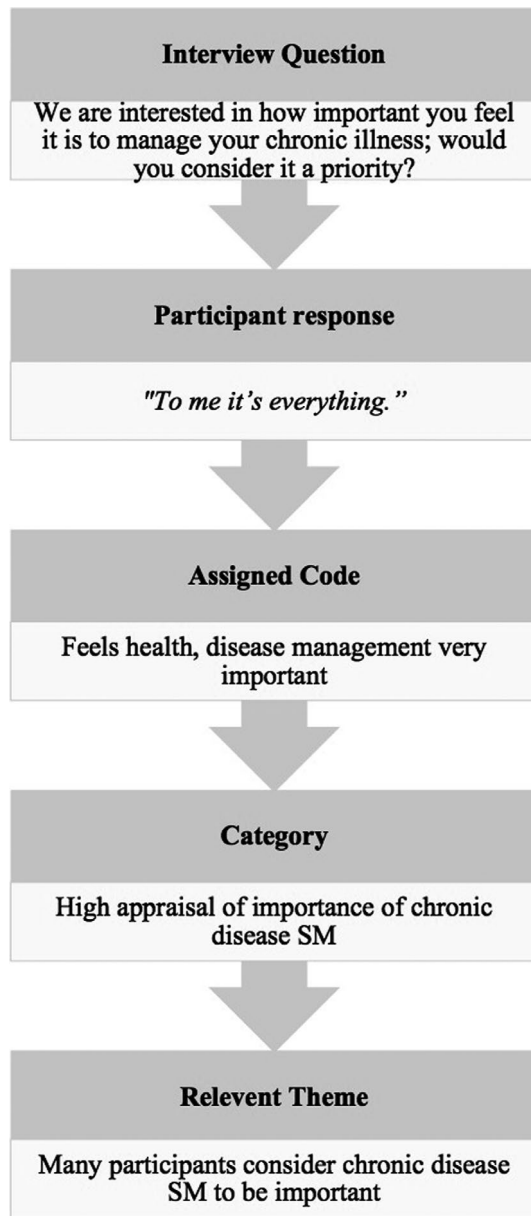 Interview Question
We are interested in how important you feel
it is to manage your chronic illness; would
you consider it a priority?
Participant response
"To me it’s everything.”
Assigned Code
Feels health, disease management very
important
Category
High appraisal of importance of chronic
disease SM
Relevent Theme
Many participants consider chronic disease
SM to be important